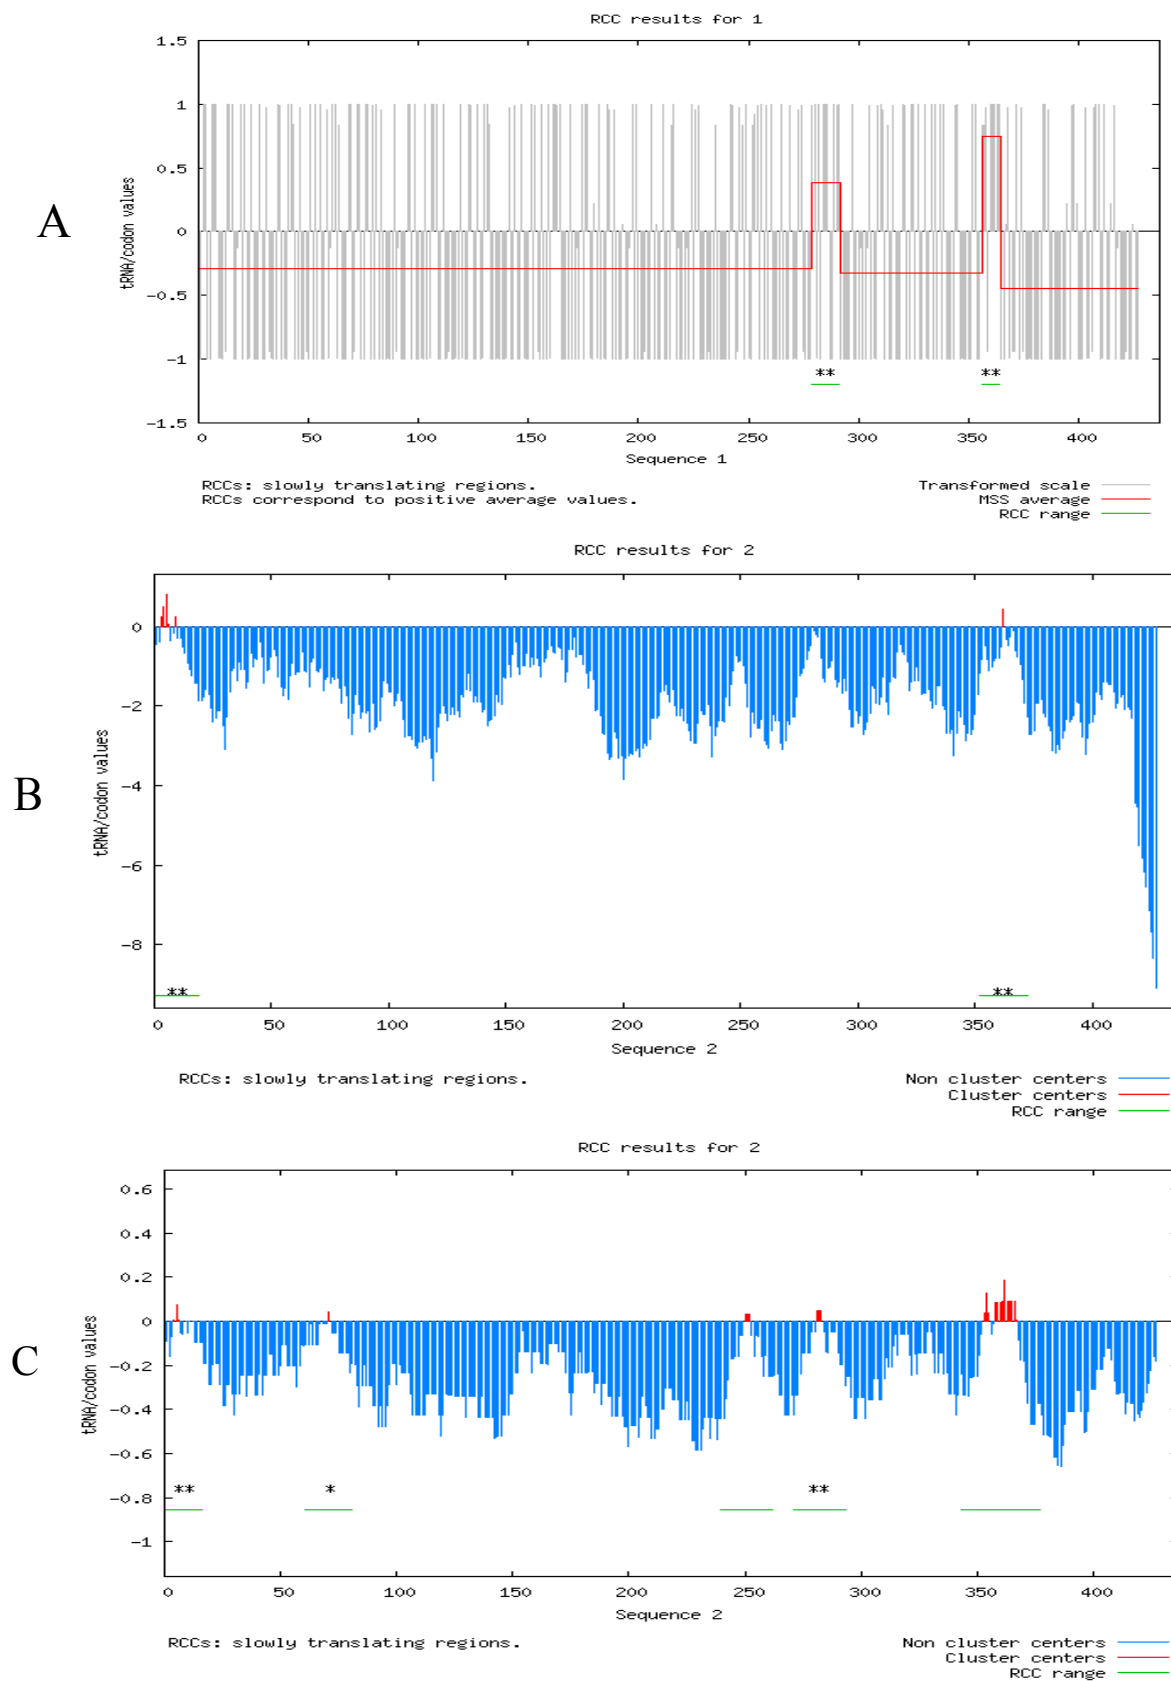 RCC results for 1
A
tRNA/codon values
1.5
1
0.5
0
-0.5
-1
-1.5
** **
0 50 100 150 200 250 300 350 400
Sequence 1
RCCs: slowly translating regions.
RCCs correspond to positive average values.
Transformed scale
MSS average
RCC range
RCC results for 2
B
tRNA/codon values
0
-2
-4
-6
-8
** **
0 50 100 150 200 250 300 350 400
Sequence 2
RCCs: slowly translating regions.
Non cluster centers
Cluster centers
RCC range
RCC results for 2
C
tRNA/codon values
0.6
0.4
0.2
0
-0.2
-0.4
-0.6
-0.8
-1
** * **
0 50 100 150 200 250 300 350 400
Sequence 2
RCCs: slowly translating regions.
Non cluster centers
Cluster centers
RCC range